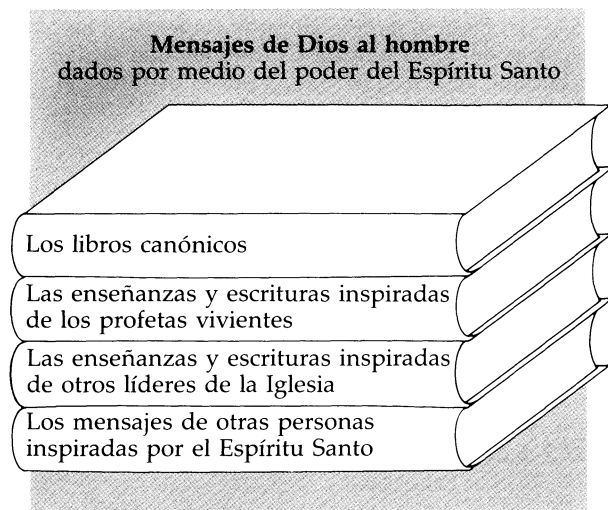 Mensajes de Dios al hombre
dados por medio del poder del Espíritu Santo
Los libros canónicos
Las enseñanzas y escrituras inspiradas
de los profetas vivientes
Las enseñanzas y escrituras inspiradas
de otros líderes de la Iglesia
Los mensajes de otras personas
inspiradas por el Espíritu Santo